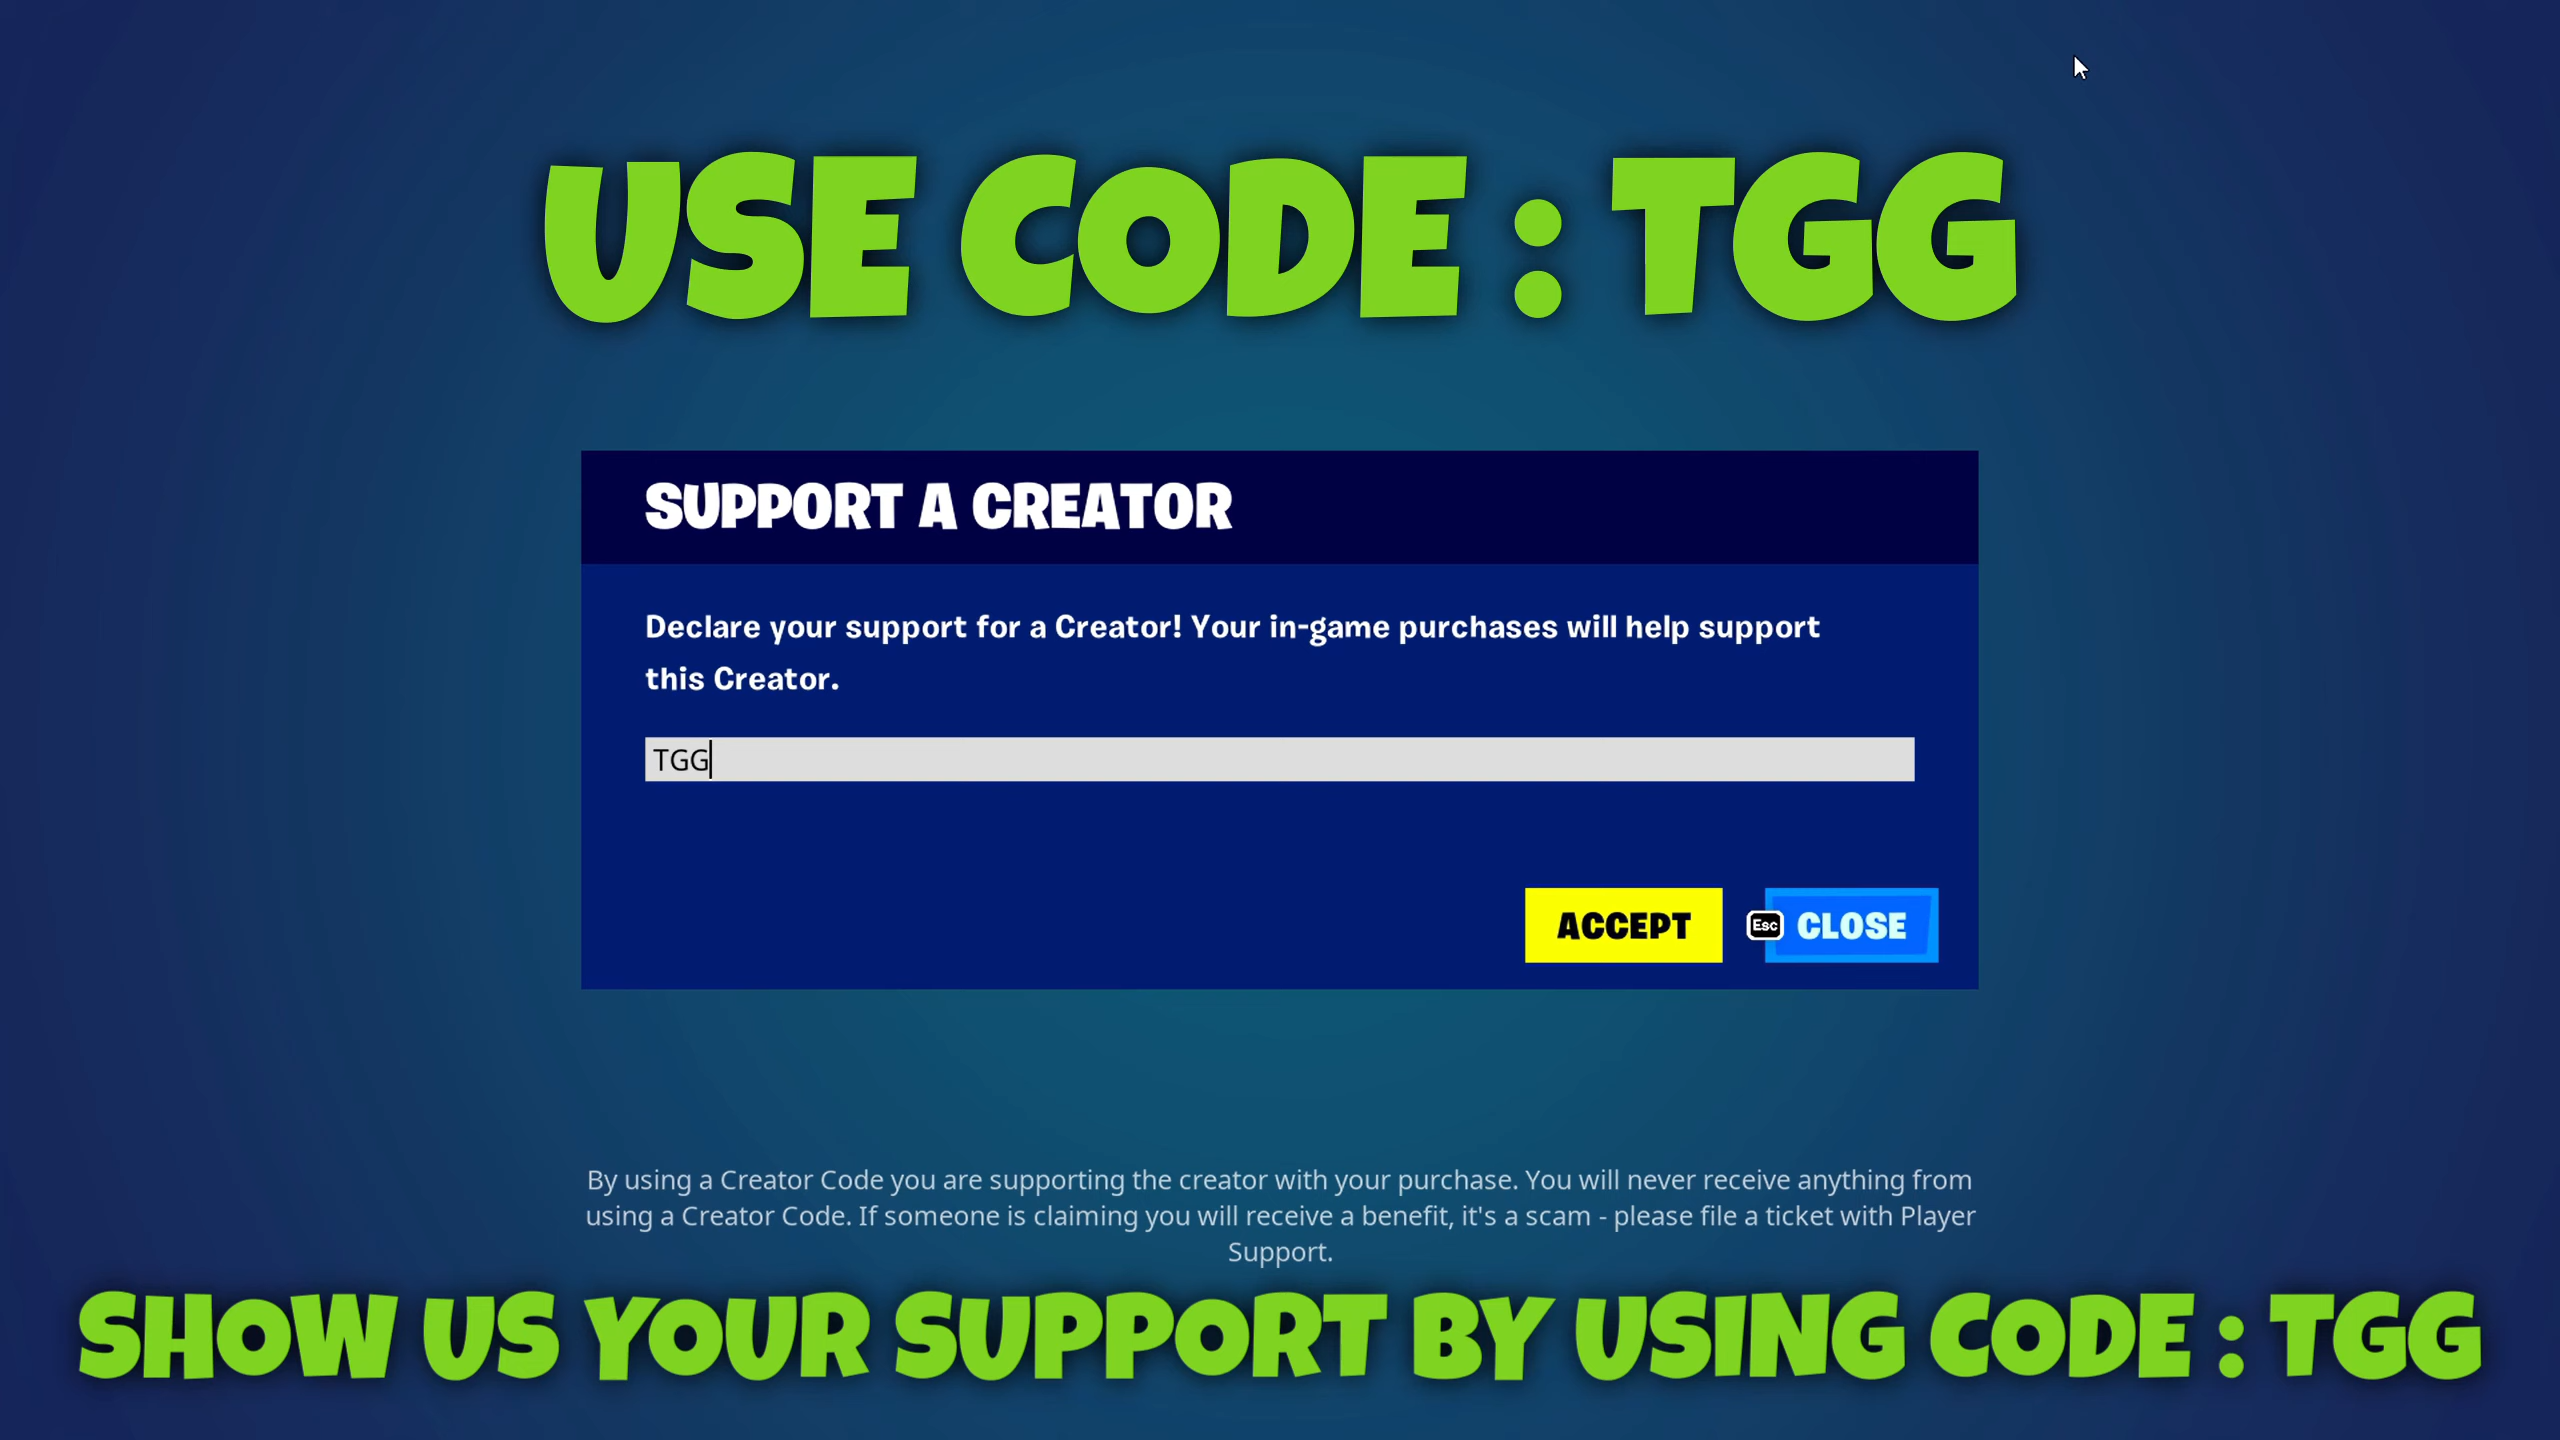 USE CODE : TGG
SUPPORT A CREATOR
Declare your support for a Creator! Your in-game purchases will help support
this Creator.
TGG
ACCEPT
Esc CLOSE
By using a Creator Code you are supporting the creator with your purchase. You will never receive anything from
using a Creator Code. If someone is claiming you will receive a benefit, it's a scam - please file a ticket with Player
Support.
SHOW US YOUR SUPPORT BY USING CODE : TGG